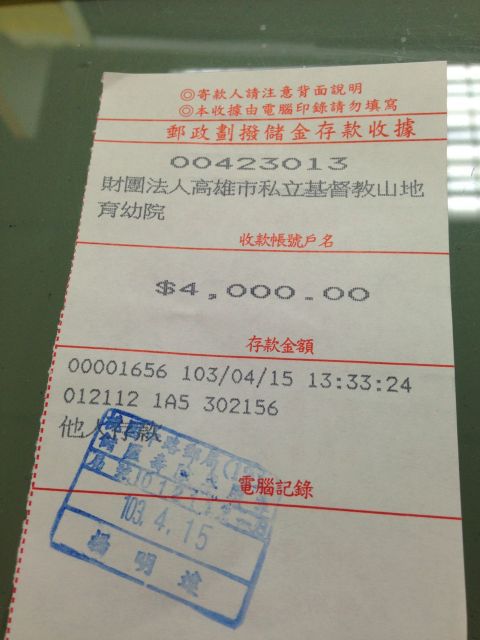 ◎寄款人請注意背面說明
◎本收據由電腦印錄請勿填寫
郵政劃撥儲金存款收據
00423013
財團法人高雄市私立基督教山地
育幼院
收款帳號戶名
$4,000.00
存款金額
00001656 103/04/15 13:33:24
012112 1A5 302156
他人存款
電腦記錄
103.4.15
楊明達